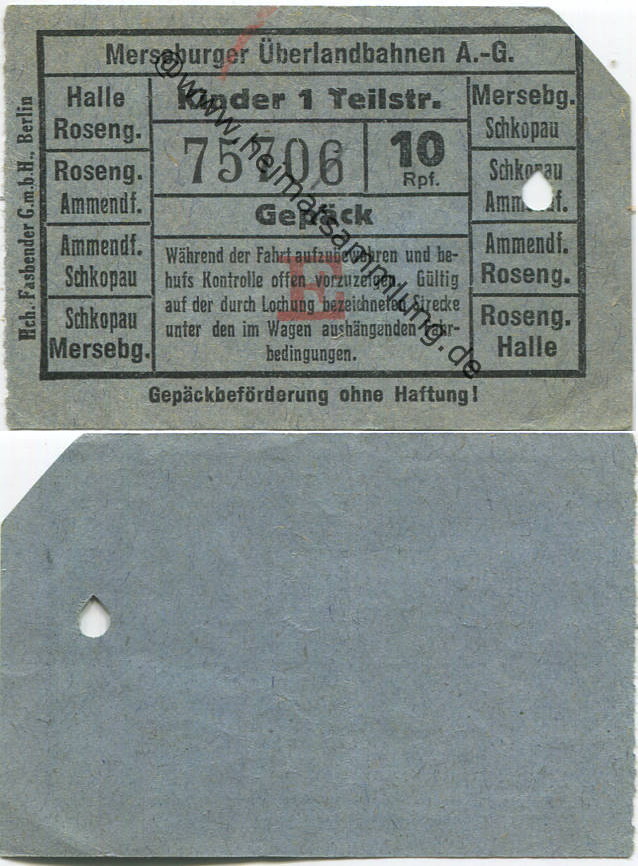 Merseburger Überlandbahnen A.-G.
Halle
Roseng.
Roseng.
Ammendf.
Ammendf.
Schkopau
Schkopau
Mersebg.
Kinder 1 Teilstr.
75706
10
Rpf.
Gepäck
E
Während der Fahrt aufzubewahren und be-
hufs Kontrolle offen vorzuzeigen. Gültig
auf der durch Lochung bezeichneten Strecke
unter den im Wagen aushängenden Fahr-
bedingungen.
Mersebg.
Schkopau
Schkopau
Ammendf.
Ammendf.
Roseng.
Roseng.
Halle
Gepäckbeförderung ohne Haftung!
Hch. Fasbender G.m.b.H., Berlin
@www.heimatsammlung.de